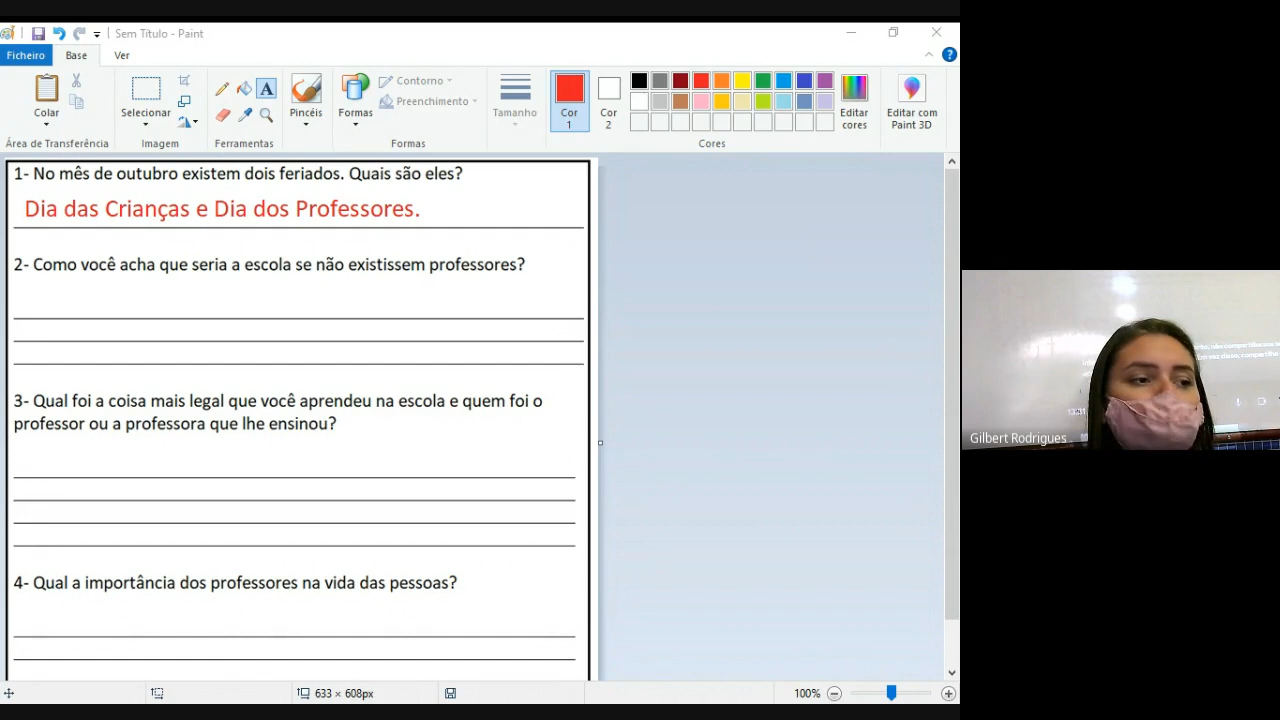 Sem Título - Paint
Ficheiro
Base
Ver
Colar
Selecionar
A
Pincéis
Formas
Contorno
Preenchimento
Tamanho
Cor 1
Cor 2
Editar cores
Editar com Paint 3D
Área de Transferência
Imagem
Ferramentas
Formas
Cores
1- No mês de outubro existem dois feriados. Quais são eles?
Dia das Crianças e Dia dos Professores.
2- Como você acha que seria a escola se não existissem professores?
3- Qual foi a coisa mais legal que você aprendeu na escola e quem foi o
professor ou a professora que lhe ensinou?
4- Qual a importância dos professores na vida das pessoas?
633 × 608px
100%
Gilbert Rodrigues